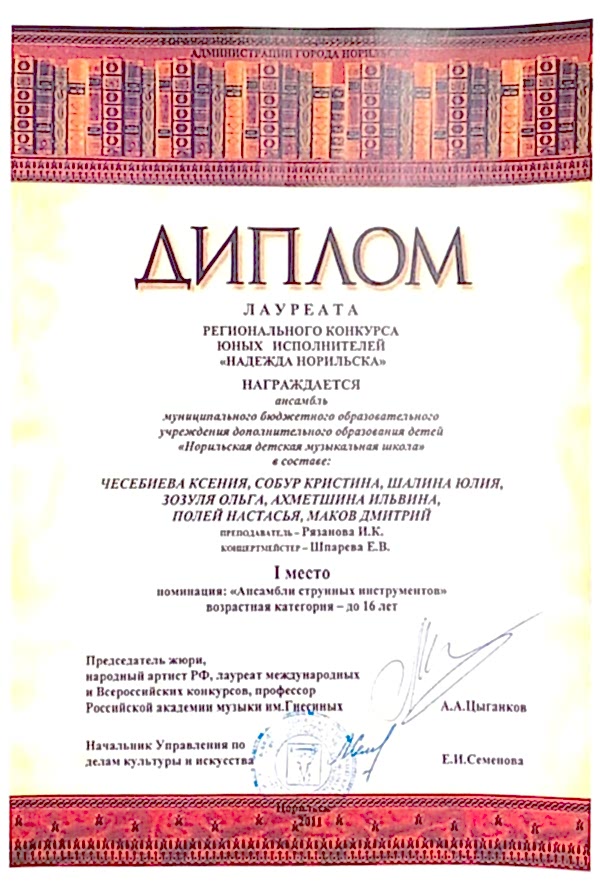 АДМИНИСТРАЦИИ ГОРОДА НОРИЛЬСКА
ДИПЛОМ
ЛАУРЕАТА
РЕГИОНАЛЬНОГО КОНКУРСА
ЮНЫХ ИСПОЛНИТЕЛЕЙ
«НАДЕЖДА НОРИЛЬСКА»
НАГРАЖДАЕТСЯ
ансамбль
муниципального бюджетного образовательного
учреждения дополнительного образования детей
«Норильская детская музыкальная школа»
в составе:
ЧЕСЕБИЕВА КСЕНИЯ, СОБУР КРИСТИНА, ШАЛИНА ЮЛИЯ,
ЗОЗУЛЯ ОЛЬГА, АХМЕТШИНА ИЛЬВИНА,
ПОЛЕЙ НАСТАСЬЯ, МАКОВ ДМИТРИЙ
ПРЕПОДАВАТЕЛЬ – Рязанова И.К.
КОНЦЕРТМЕЙСТЕР – Шпарева Е.В.
I место
номинация: «Ансамбли струнных инструментов»
возрастная категория – до 16 лет
Председатель жюри,
народный артист РФ, лауреат международных
и Всероссийских конкурсов, профессор
Российской академии музыки им.Гнесиных А.А.Цыганков
Начальник Управления по
делам культуры и искусства Е.И.Семенова
Норильск
2011